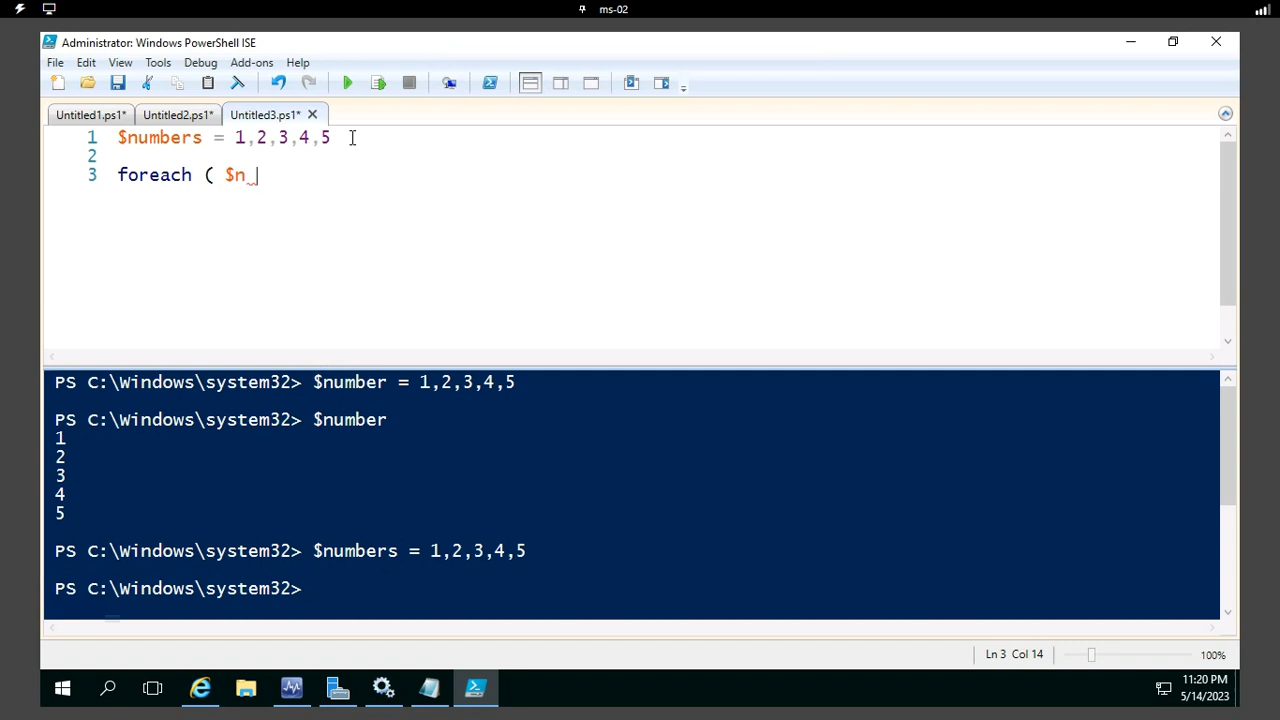 ms-02
Administrator: Windows PowerShell ISE
File Edit View Tools Debug Add-ons Help
Untitled1.ps1* Untitled2.ps1* Untitled3.ps1*
1 $numbers = 1,2,3,4,5
2
3 foreach ( $n
PS C:\Windows\system32> $number = 1,2,3,4,5
PS C:\Windows\system32> $number
1
2
3
4
5
PS C:\Windows\system32> $numbers = 1,2,3,4,5
PS C:\Windows\system32>
Ln 3 Col 14 100%
11:20 PM
5/14/2023